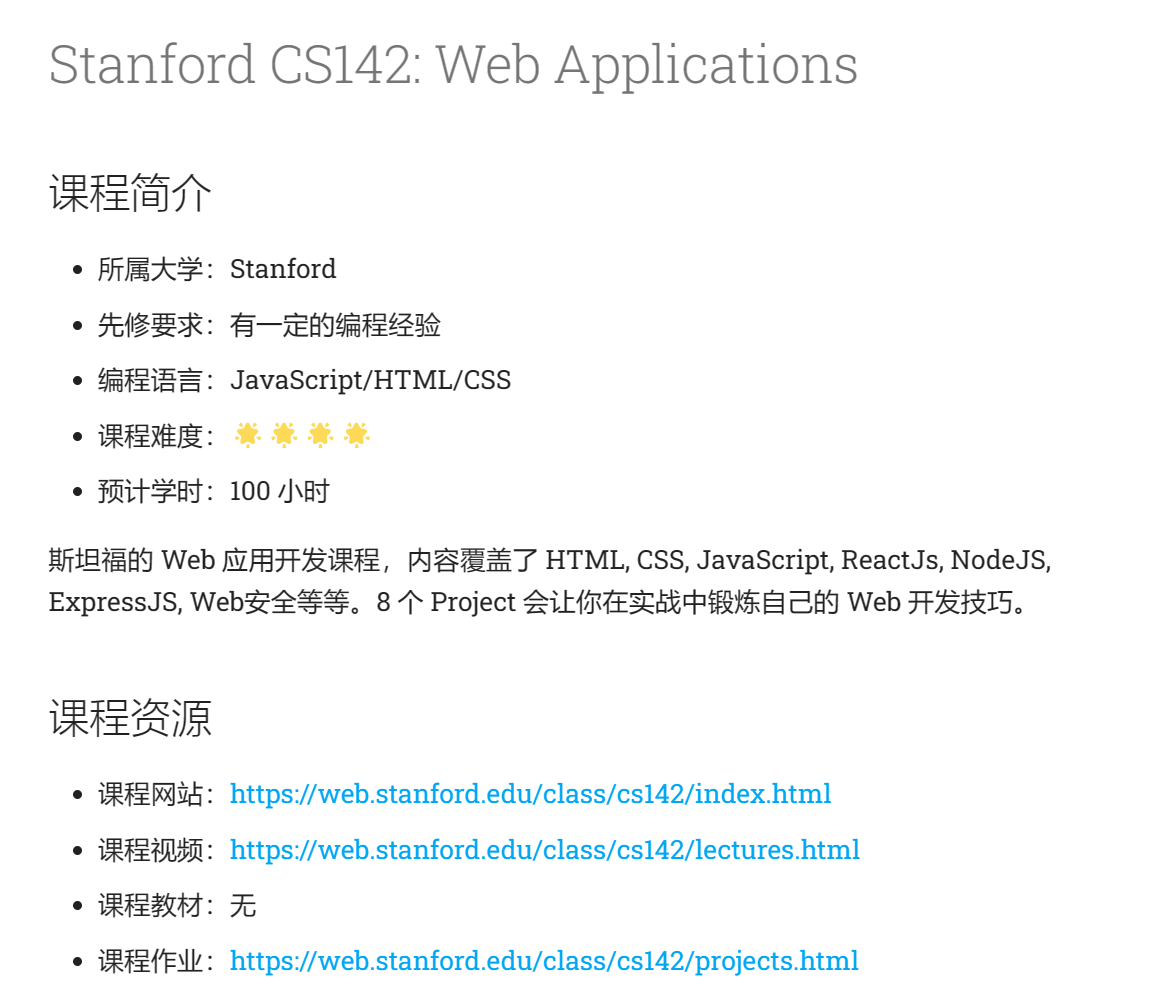 Stanford CS142: Web Applications
课程简介
所属大学：Stanford
先修要求：有一定的编程经验
编程语言：JavaScript/HTML/CSS
课程难度：🌟🌟🌟🌟
预计学时：100 小时
斯坦福的 Web 应用开发课程，内容覆盖了 HTML, CSS, JavaScript, ReactJs, NodeJS,
ExpressJS, Web安全等等。8 个 Project 会让你在实战中锻炼自己的 Web 开发技巧。
课程资源
课程网站：https://web.stanford.edu/class/cs142/index.html
课程视频：https://web.stanford.edu/class/cs142/lectures.html
课程教材：无
课程作业：https://web.stanford.edu/class/cs142/projects.html